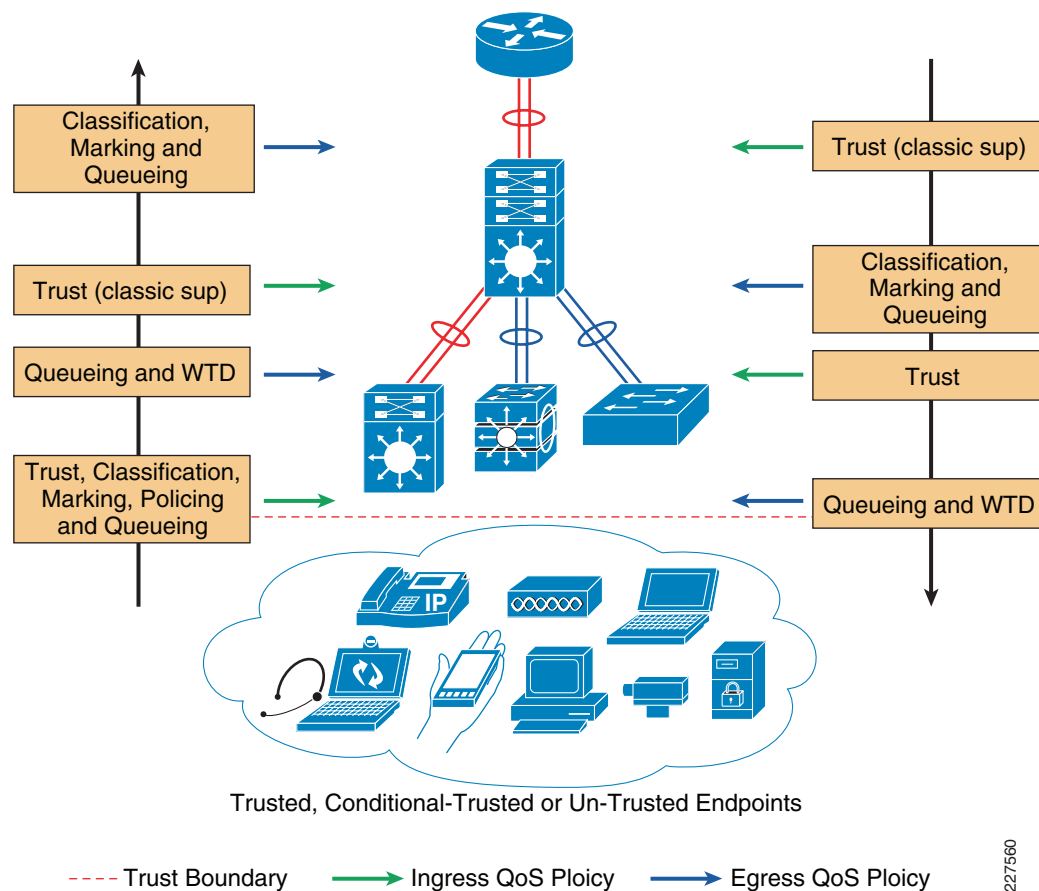 Classification,
Marking and
Queueing
Trust (classic sup)
Trust (classic sup)
Classification,
Marking and
Queueing
Queueing and WTD
Trust
Trust, Classification,
Marking, Policing
and Queueing
Queueing and WTD
IP
Trusted, Conditional-Trusted or Un-Trusted Endpoints
Trust Boundary
Ingress QoS Ploicy
Egress QoS Ploicy
227560